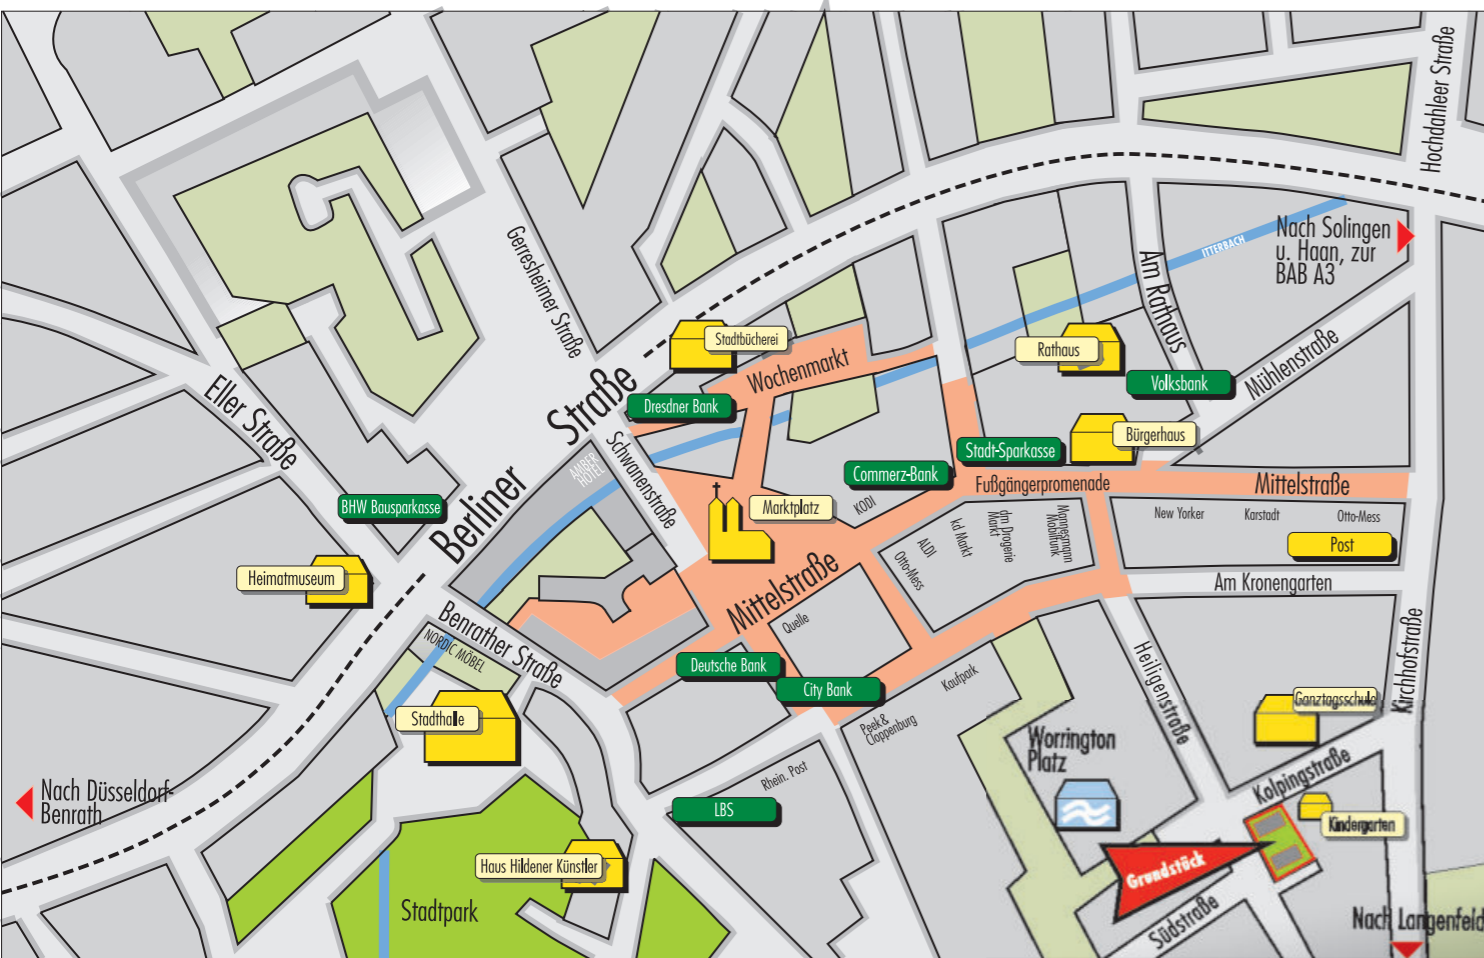 Hochdahleer Straße
Gerresheimer Straße
ITTERBACH
Nach Solingen
u. Haan, zur
BAB A3
Am Rathaus
Stadtbücherei
Wochenmarkt
Rathaus
Volksbank
Mühlenstraße
Eller Straße
Berliner Straße
Dresdner Bank
Schwanenstraße
AMBER
HOTEL
Bürgerhaus
Stadt-Sparkasse
Commerz-Bank
Fußgängerpromenade
Mittelstraße
BHW Bausparkasse
Marktplatz
KODI
New Yorker
Karstadt
Otto-Mess
Post
Otto-Mess
ALDI
kd Markt
dm Drogerie
Markt
Mannesmann
Mobilfunk
Heimatmuseum
Mittelstraße
Am Kronengarten
Benrather Straße
NORDIC MÖBEL
Quelle
Deutsche Bank
City Bank
Kaufpark
Heiligenstraße
Kirchhofstraße
Stadthalle
Peek&
Cloppenburg
Ganztagsschule
Worrington
Platz
Nach Düsseldorf-
Benrath
Rhein. Post
LBS
Kolpingstraße
Kindergarten
Haus Hildener Künstler
Grundstück
Stadtpark
Südstraße
Nach Langenfeld